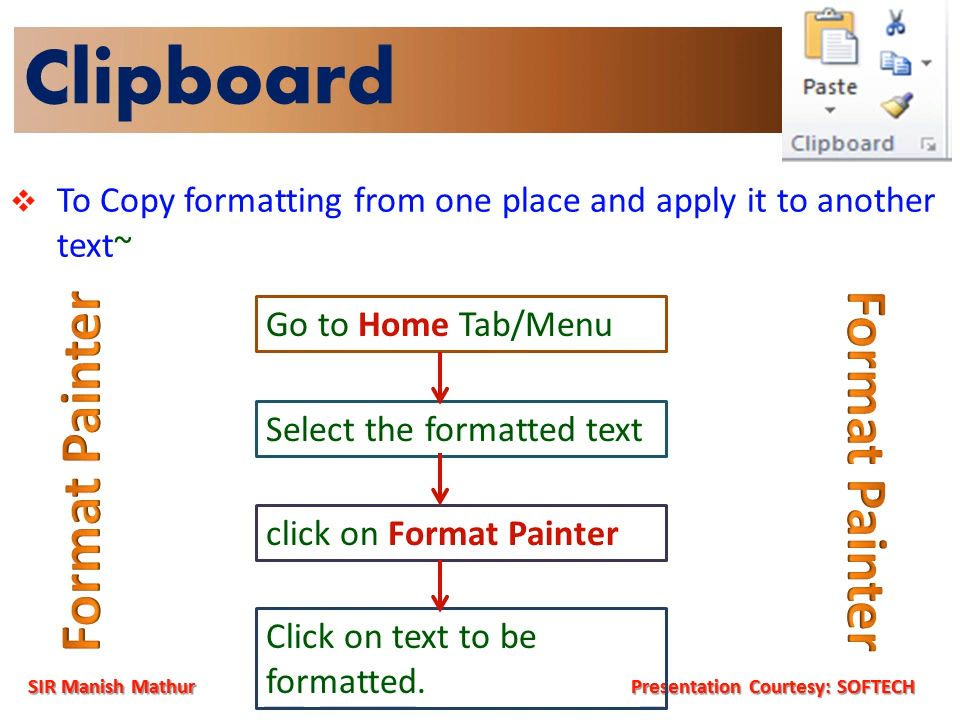 Clipboard
Paste
Clipboard
❖ To Copy formatting from one place and apply it to another
text~
Format Painter
Go to Home Tab/Menu
Select the formatted text
click on Format Painter
Click on text to be
formatted.
Format Painter
SIR Manish Mathur
Presentation Courtesy: SOFTECH